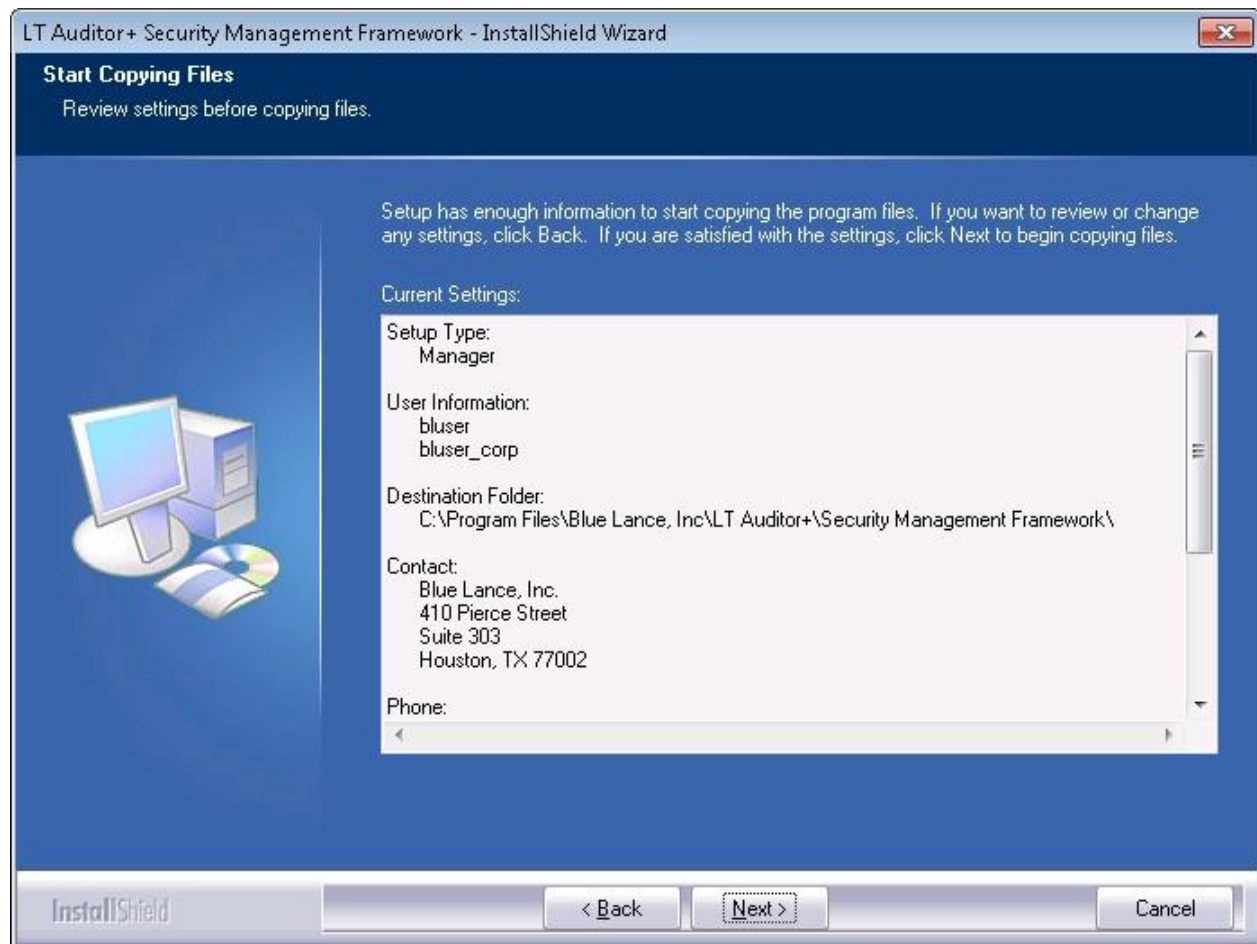 LT Auditor+ Security Management Framework - InstallShield Wizard
Start Copying Files
Review settings before copying files.
Setup has enough information to start copying the program files.  If you want to review or change
any settings, click Back.  If you are satisfied with the settings, click Next to begin copying files.
Current Settings:
Setup Type:
Manager
User Information:
bluser
bluser_corp
Destination Folder:
C:\Program Files\Blue Lance, Inc\LT Auditor+\Security Management Framework\
Contact:
Blue Lance, Inc.
410 Pierce Street
Suite 303
Houston, TX 77002
Phone:
InstallShield
< Back
Next >
Cancel